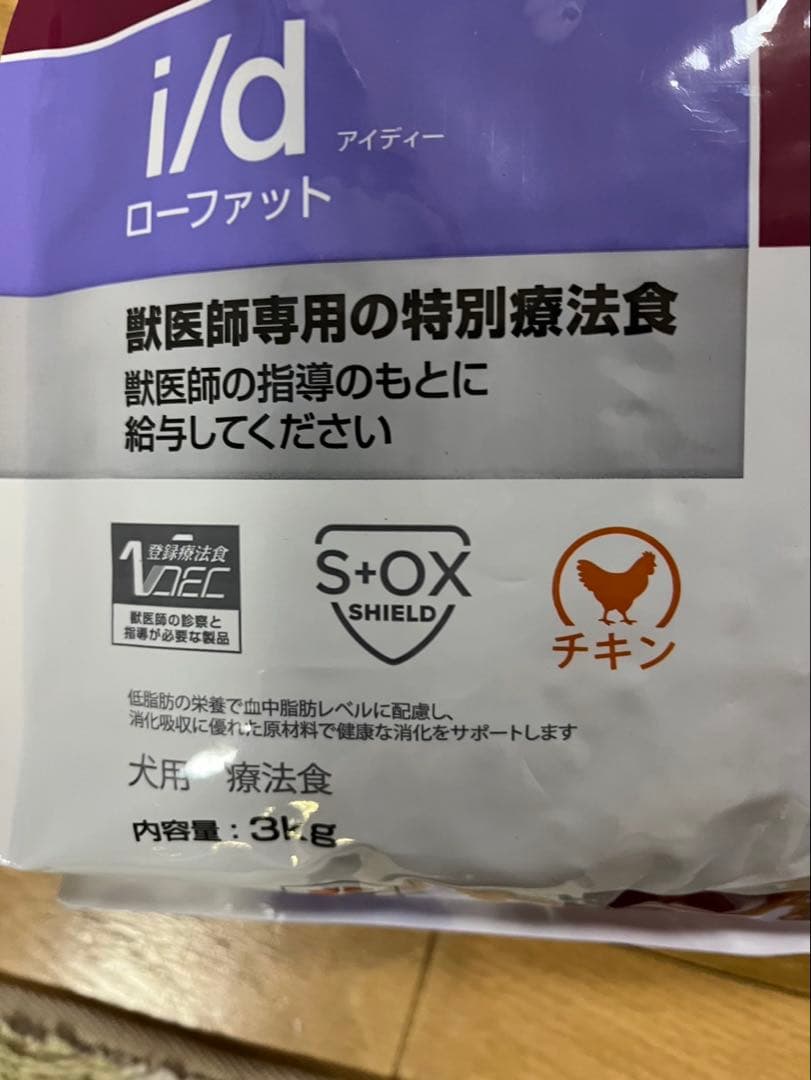 i/d アイディー
ローファット
獣医師専用の特別療法食
獣医師の指導のもとに
給与してください
登録療法食
VDEC
獣医師の診察と
指導が必要な製品
S+OX
SHIELD
チキン
低脂肪の栄養で血中脂肪レベルに配慮し、
消化吸収に優れた原材料で健康な消化をサポートします
犬用 療法食
内容量：3kg